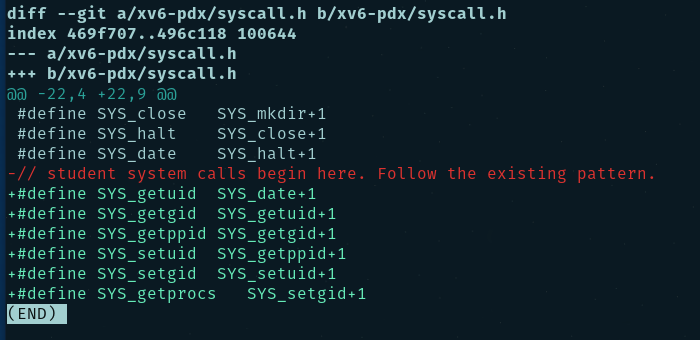 diff --git a/xv6-pdx/syscall.h b/xv6-pdx/syscall.h
index 469f707..496c118 100644
--- a/xv6-pdx/syscall.h
+++ b/xv6-pdx/syscall.h
@@ -22,4 +22,9 @@
 #define SYS_close   SYS_mkdir+1
 #define SYS_halt    SYS_close+1
 #define SYS_date    SYS_halt+1
-// student system calls begin here. Follow the existing pattern.
+#define SYS_getuid  SYS_date+1
+#define SYS_getgid  SYS_getuid+1
+#define SYS_getppid SYS_getgid+1
+#define SYS_setuid  SYS_getppid+1
+#define SYS_setgid  SYS_setuid+1
+#define SYS_getprocs   SYS_setgid+1
(END)